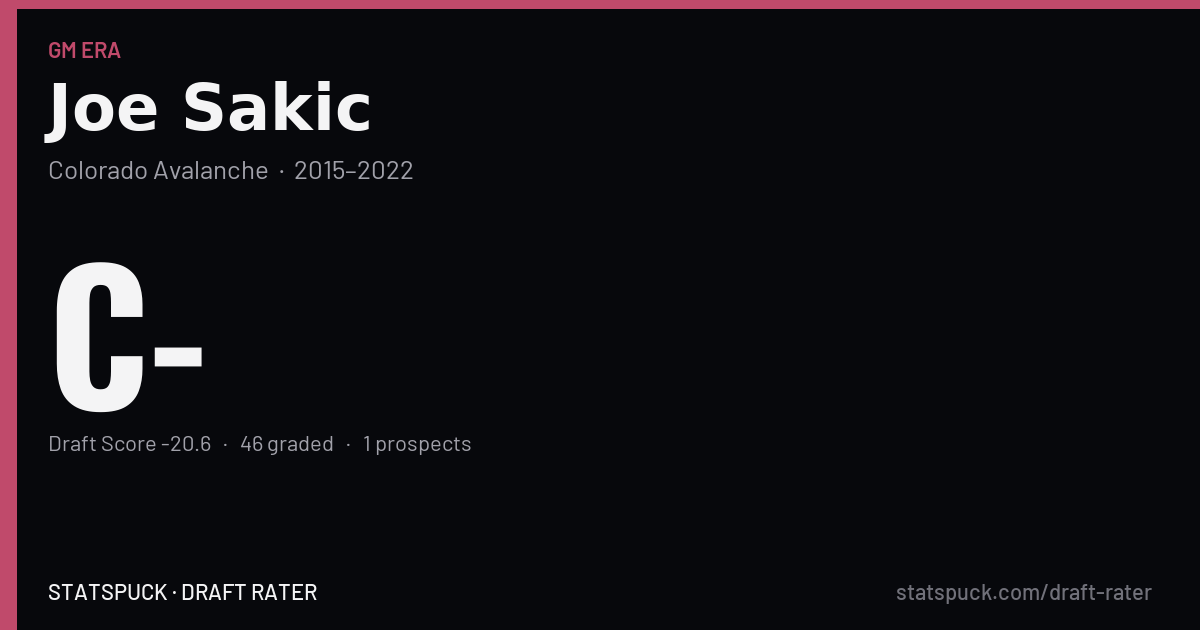 GM ERA
Joe Sakic
Colorado Avalanche · 2015–2022
C-
Draft Score -20.6 · 46 graded · 1 prospects
STATSPUCK · DRAFT RATER
statspuck.com/draft-rater